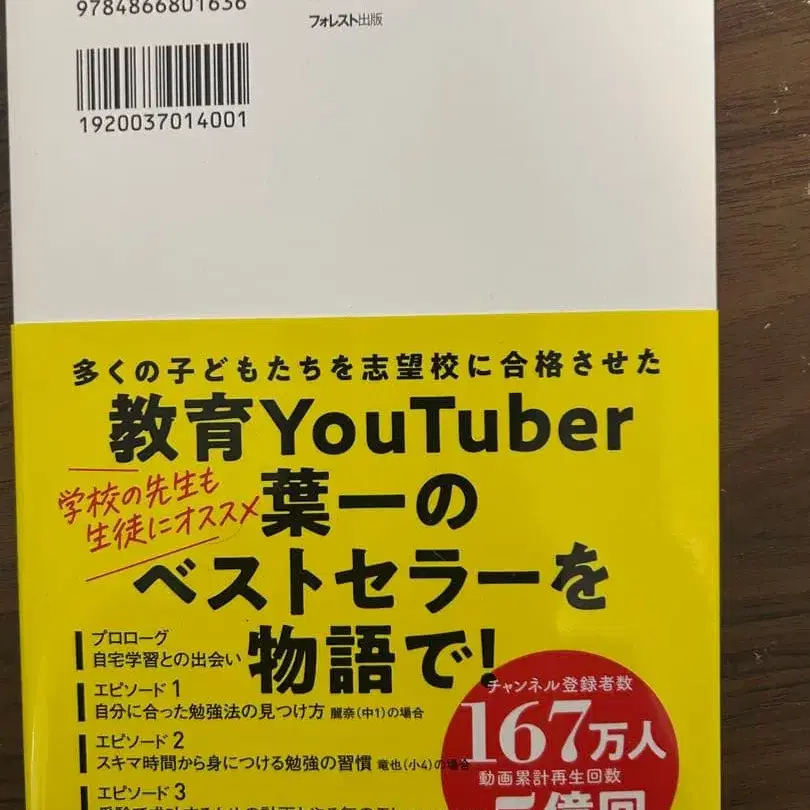 9784866801636
フォレスト出版
1920037014001
多くの子どもたちを志望校に合格させた
教育YouTuber
学校の先生も
生徒にオススメ
葉一の
ベストセラーを
物語で!
プロローグ
自宅学習との出会い
エピソード 1
自分に合った勉強法の見つけ方 麗奈(中1)の場合
エピソード 2
スキマ時間から身につける勉強の習慣 竜也(小4)の場合
エピソード 3
チャンネル登録者数
167万人
動画累計再生回数